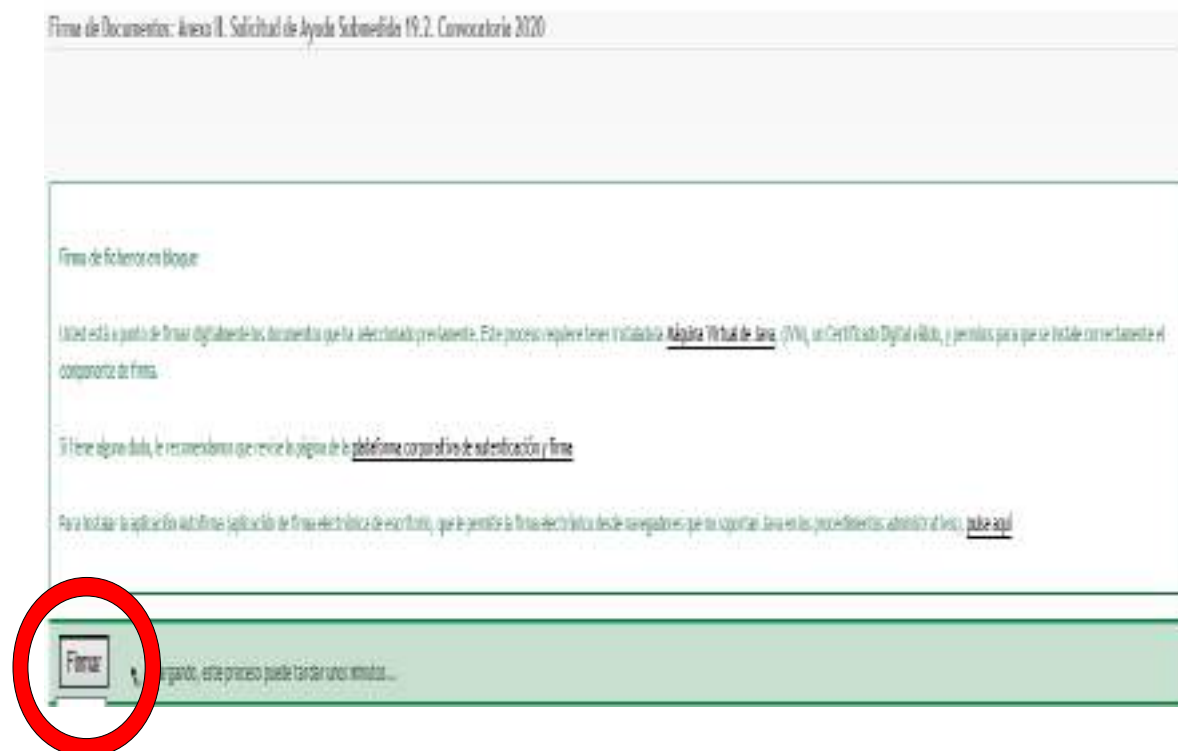 Firma de Documentos: Anexo II. Solicitud de Ayuda Submedida 19.2. Convocatoria 2020
Firma de ficheros en bloque
Usted está a punto de firmar digitalmente los documentos que ha seleccionado previamente. Este proceso requiere tener instalada la Máquina Virtual de Java (JVM), un Certificado Digital válido, y permisos para que se instale correctamente el
componente de firma.
Si tiene alguna duda, le recomendamos que revise la página de la plataforma corporativa de autenticación y firma
Para instalar la aplicación autofirma (aplicación de firma electrónica de escritorio, que le permite la firma electrónica desde navegadores que no soportan Java en los procedimientos administrativos), pulse aquí
Firmar
rgando, este proceso puede tardar unos minutos...